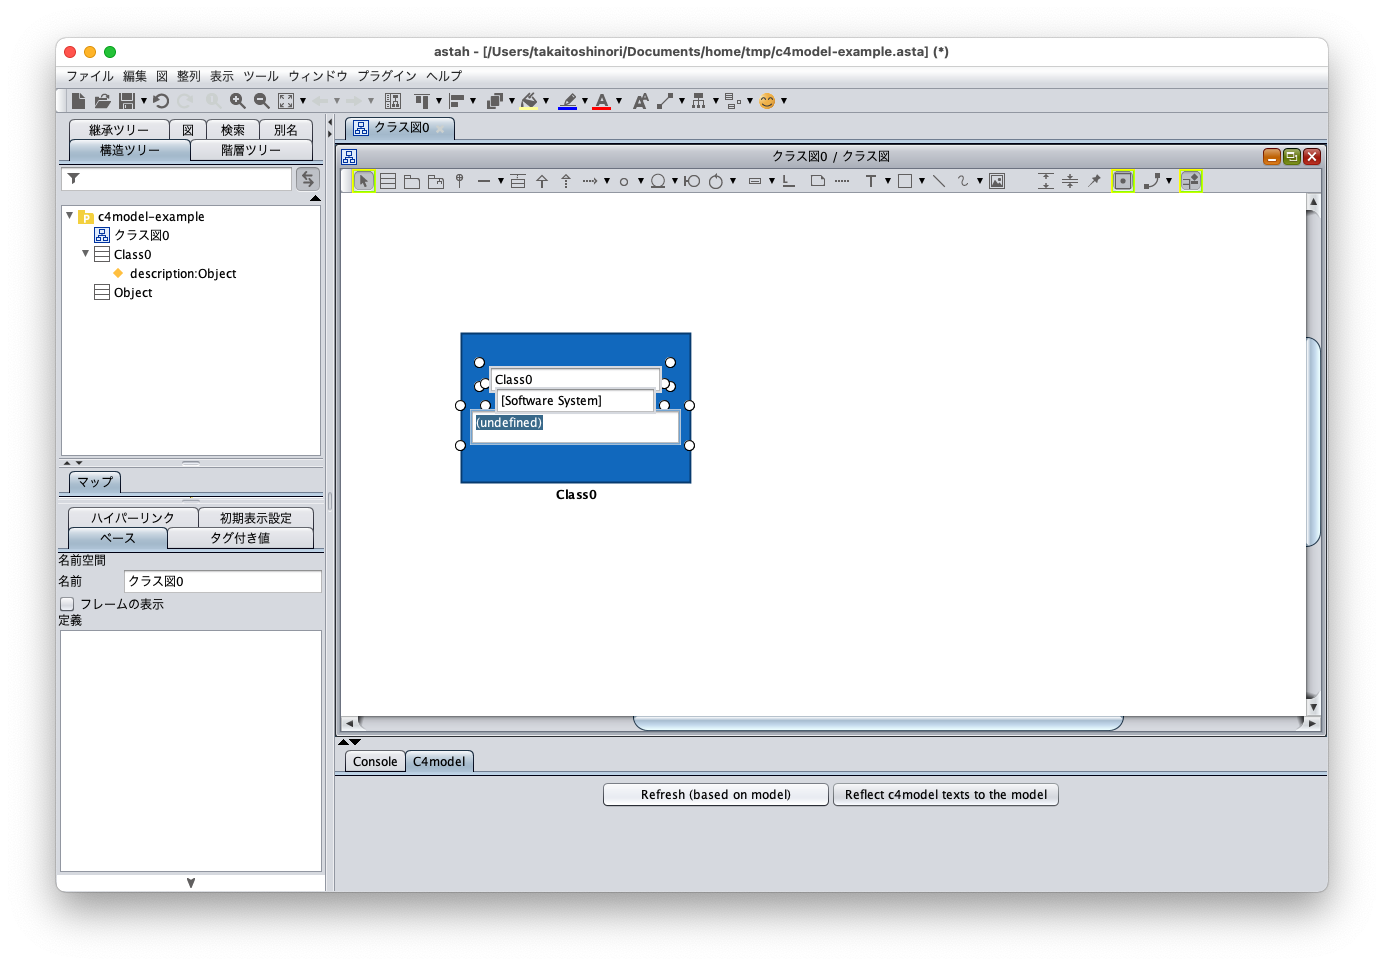 astah - [/Users/takaitoshinori/Documents/home/tmp/c4model-example.asta] (*)
ファイル 編集 図 整列 表示 ツール ウィンドウ プラグイン ヘルプ
継承ツリー 図 検索 別名
構造ツリー 階層ツリー
c4model-example
クラス図0
Class0
description:Object
Object
マップ
ハイパーリンク 初期表示設定
ベース タグ付き値
名前空間
名前 クラス図0
フレームの表示
定義
クラス図0
クラス図0 / クラス図
Class0
[Software System]
(undefined)
Class0
Console C4model
Refresh (based on model) Reflect c4model texts to the model